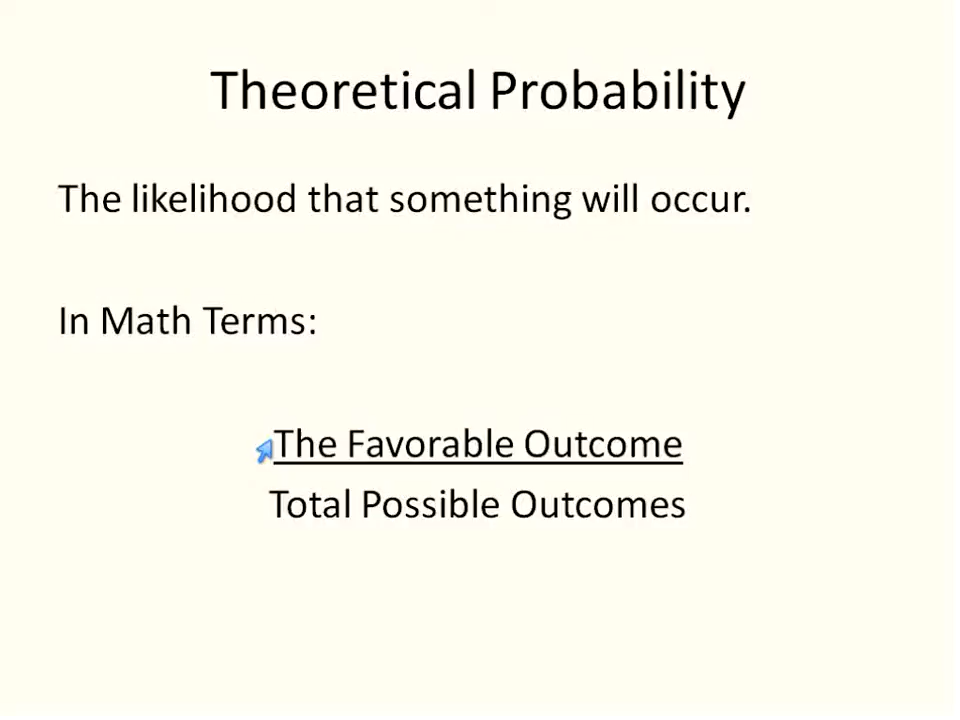 Theoretical Probability
The likelihood that something will occur.
In Math Terms:
The Favorable Outcome
Total Possible Outcomes